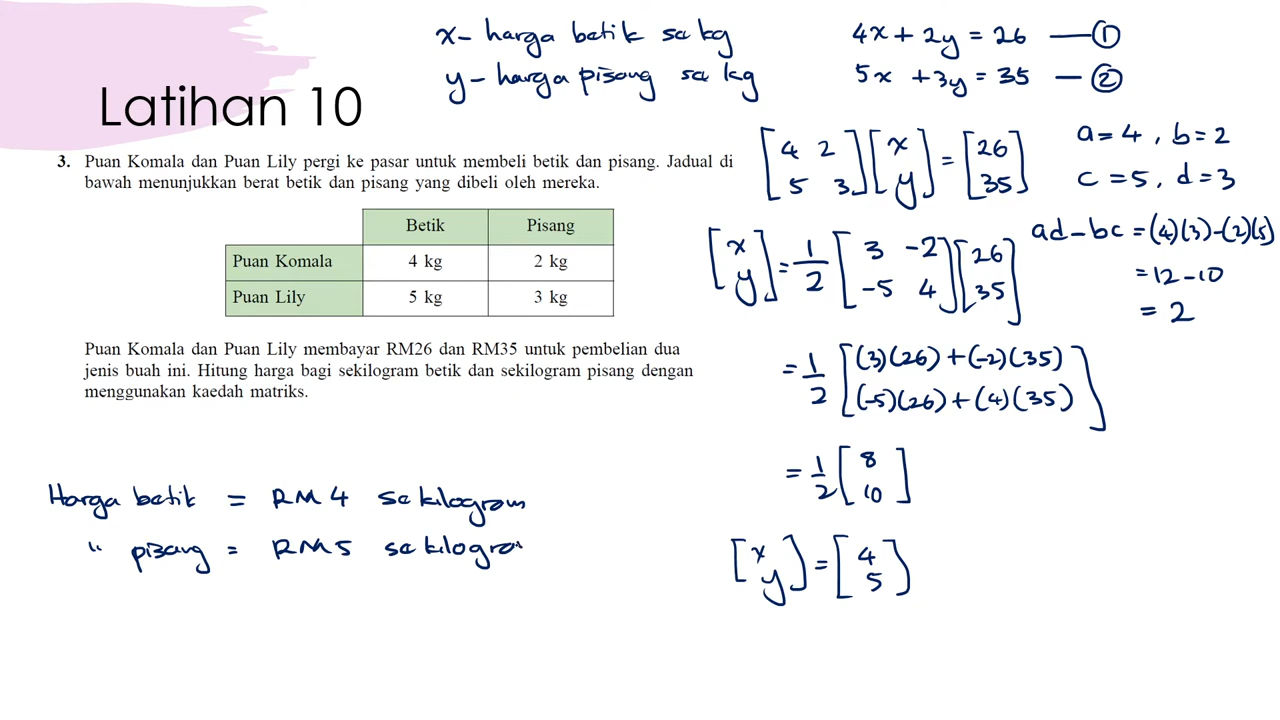 Latihan 10
3. Puan Komala dan Puan Lily pergi ke pasar untuk membeli betik dan pisang. Jadual di
bawah menunjukkan berat betik dan pisang yang dibeli oleh mereka.
Betik Pisang
Puan Komala 4 kg 2 kg
Puan Lily 5 kg 3 kg
Puan Komala dan Puan Lily membayar RM26 dan RM35 untuk pembelian dua
jenis buah ini. Hitung harga bagi sekilogram betik dan sekilogram pisang dengan
menggunakan kaedah matriks.
Harga betik = RM4 sekilogram
" pisang = RM5 sekilogra
x - harga betik se kg
y - harga pisang se kg
4x + 2y = 26 — ①
5x + 3y = 35 — ②
[4 2; 5 3] [x; y] = [26; 35]
a = 4, b = 2
c = 5, d = 3
[x; y] = 1/2 [3 -2; -5 4] [26; 35]
ad - bc = (4)(3) - (2)(5)
= 12 - 10
= 2
= 1/2 [(3)(26) + (-2)(35); (-5)(26) + (4)(35)]
= 1/2 [8; 10]
[x; y] = [4; 5]